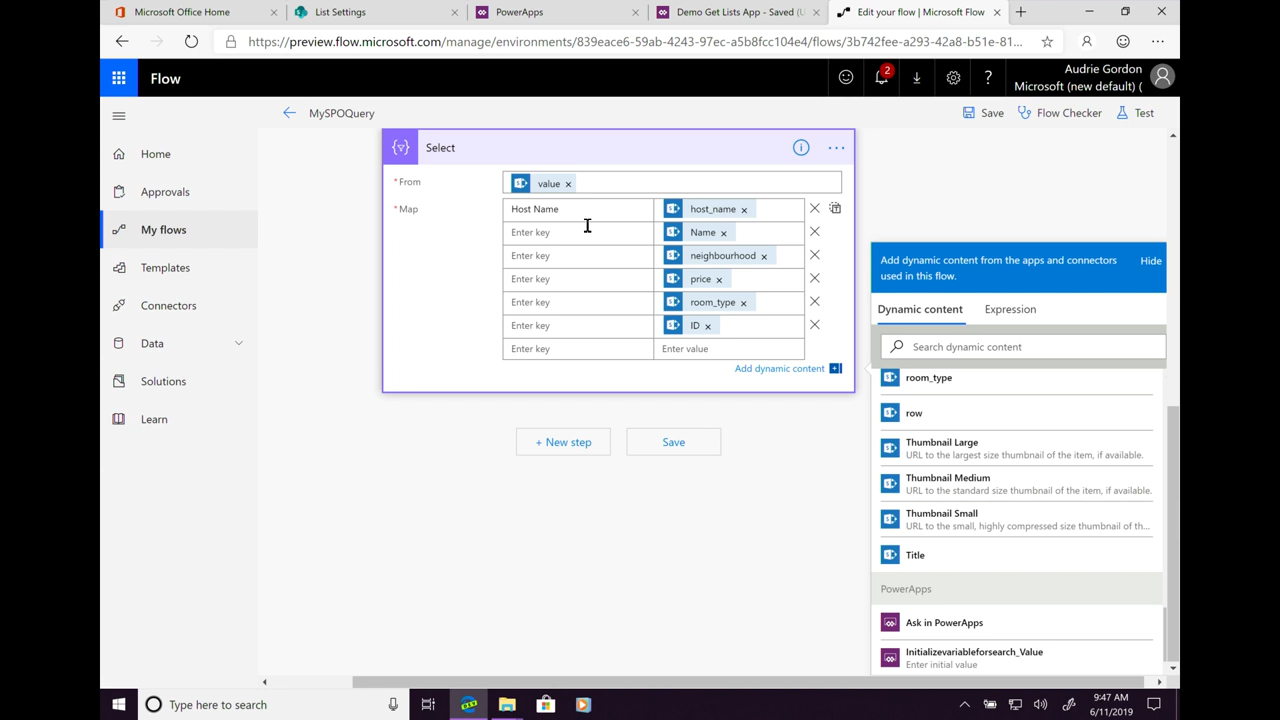 Microsoft Office Home
List Settings
PowerApps
Demo Get Lists App - Saved (U
Edit your flow | Microsoft Flow
https://preview.flow.microsoft.com/manage/environments/839eace6-59ab-4243-97ec-a5b8fcc104e4/flows/3b742fee-a293-42a8-b51e-81...
Flow
2
Audrie Gordon
Microsoft (new default) (
MySPOQuery
Save
Flow Checker
Test
Home
Approvals
My flows
Templates
Connectors
Data
Solutions
Learn
Select
* From
value
* Map
Host Name
host_name
Enter key
Name
Enter key
neighbourhood
Enter key
price
Enter key
room_type
Enter key
ID
Enter key
Enter value
Add dynamic content
+ New step
Save
Add dynamic content from the apps and connectors
used in this flow.
Hide
Dynamic content
Expression
Search dynamic content
room_type
row
Thumbnail Large
URL to the largest size thumbnail of the item, if available.
Thumbnail Medium
URL to the standard size thumbnail of the item, if available.
Thumbnail Small
URL to the small, highly compressed size thumbnail of th...
Title
PowerApps
Ask in PowerApps
Initializevariableforsearch_Value
Enter initial value
Type here to search
9:47 AM
6/11/2019